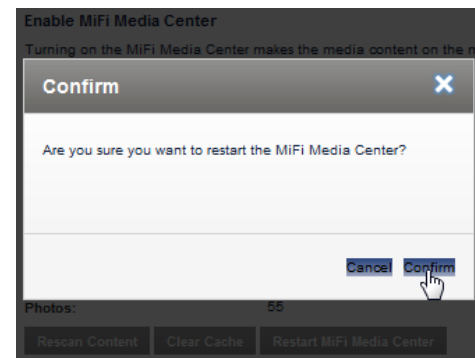 Enable MiFi Media Center
Turning on the MiFi Media Center makes the media content on the
Confirm
Are you sure you want to restart the MiFi Media Center?
Cancel Confirm
Photos: 55
Rescan Content Clear Cache Restart MiFi Media Center